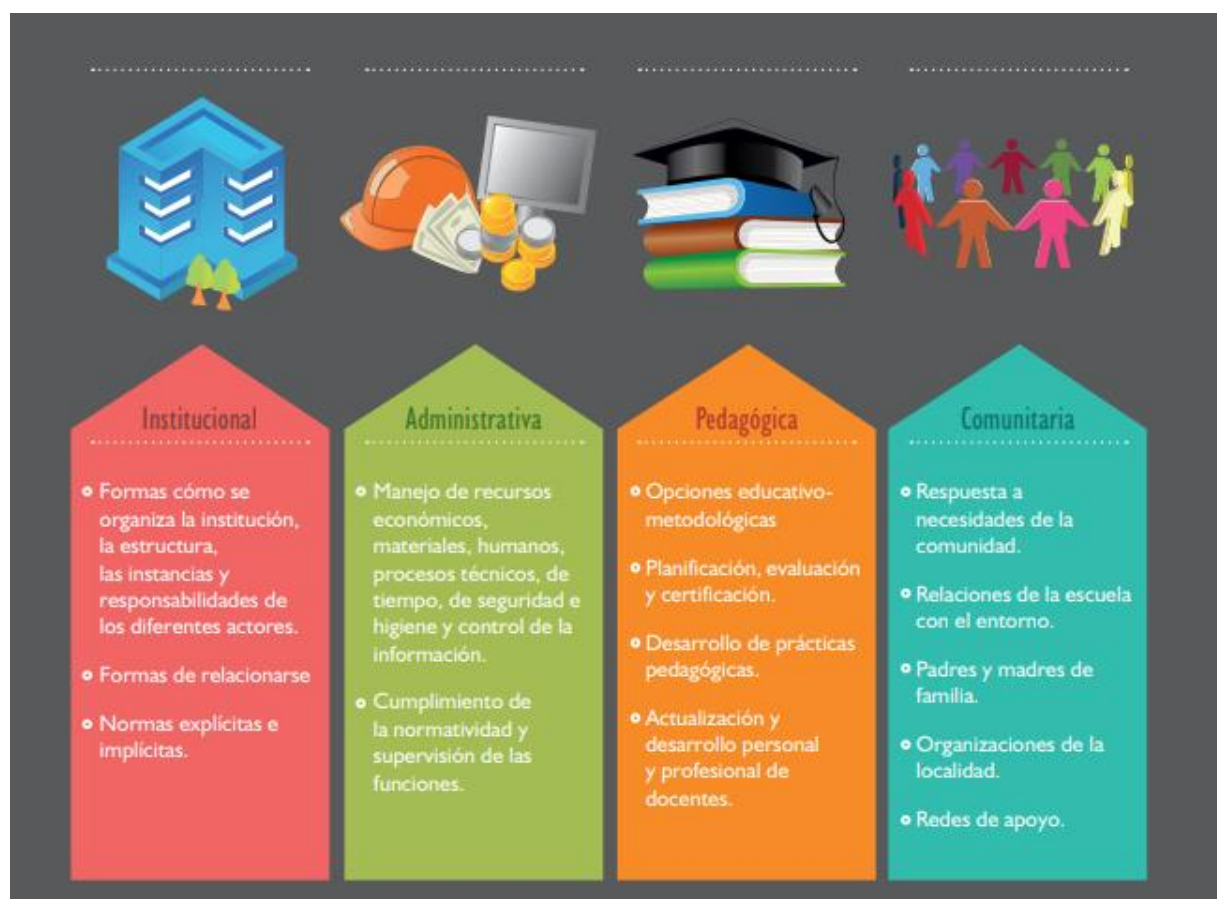 Institucional
Formas cómo se
organiza la institución,
la estructura,
las instancias y
responsabilidades de
los diferentes actores.
Formas de relacionarse
Normas explícitas e
implícitas.
Administrativa
Manejo de recursos
económicos,
materiales, humanos,
procesos técnicos, de
tiempo, de seguridad e
higiene y control de la
información.
Cumplimiento de
la normatividad y
supervisión de las
funciones.
Pedagógica
Opciones educativo-
metodológicas
Planificación, evaluación
y certificación.
Desarrollo de prácticas
pedagógicas.
Actualización y
desarrollo personal
y profesional de
docentes.
Comunitaria
Respuesta a
necesidades de la
comunidad.
Relaciones de la escuela
con el entorno.
Padres y madres de
familia.
Organizaciones de la
localidad.
Redes de apoyo.